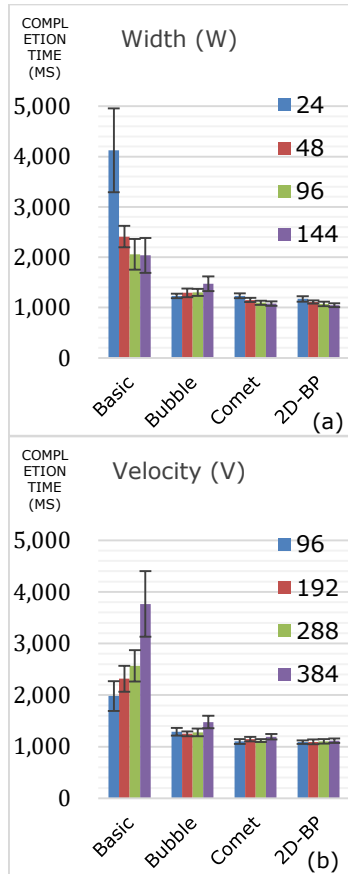 COMPL
ETION
TIME
(MS)
Width (W)
5,000
4,000
3,000
2,000
1,000
0
24
48
96
144
Basic
Bubble
Comet
2D-BP
(a)
COMPL
ETION
TIME
(MS)
Velocity (V)
5,000
4,000
3,000
2,000
1,000
0
96
192
288
384
Basic
Bubble
Comet
2D-BP
(b)